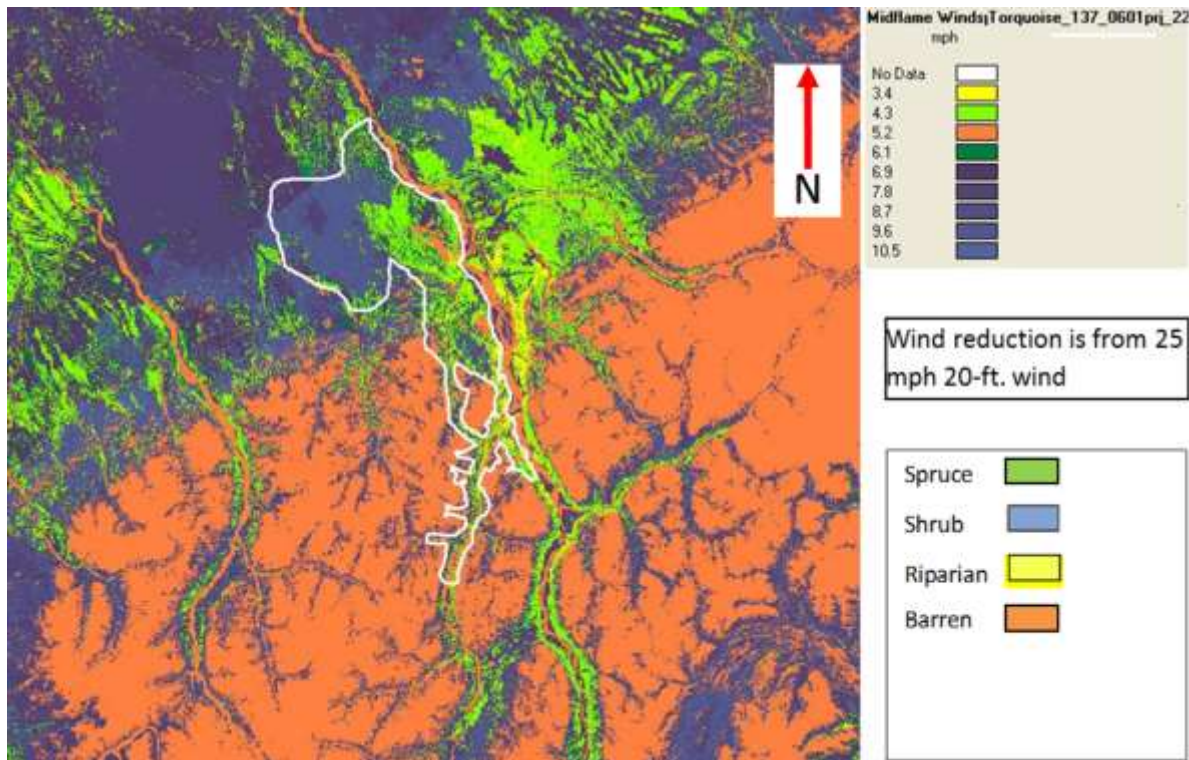 Midflame Winds¡Torquoise_137_0601prj_22
mph
No Data
3.4
4.3
5.2
6.1
6.9
7.8
8.7
9.6
10.5
N
Wind reduction is from 25
mph 20-ft. wind
Spruce
Shrub
Riparian
Barren